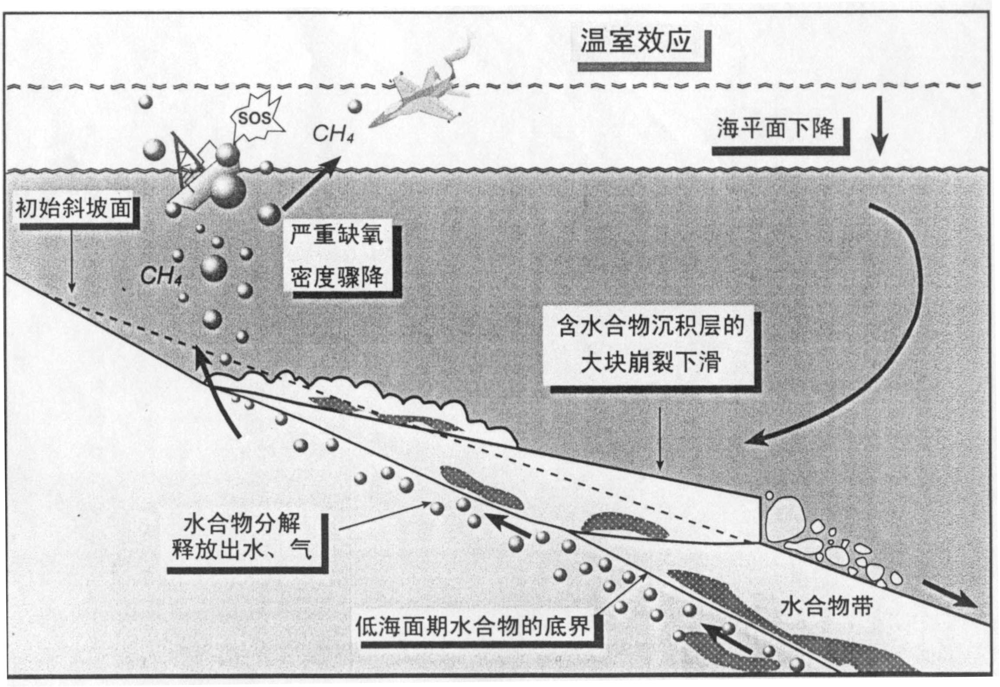 温室效应
SOS
CH₄
海平面下降
初始斜坡面
严重缺氧
密度骤降
CH₄
含水合物沉积层的
大块崩裂下滑
水合物分解
释放出水、气
水合物带
低海面期水合物的底界